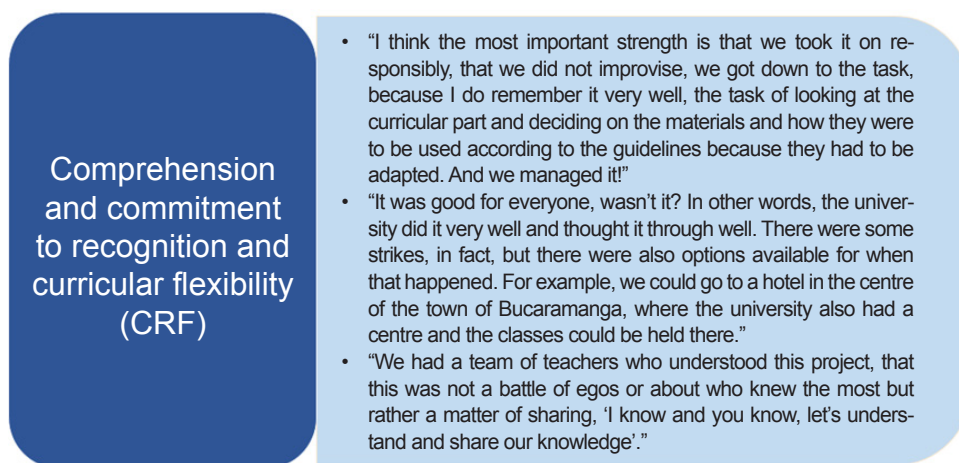 Comprehension
and commitment
to recognition and
curricular flexibility
(CRF)
• “I think the most important strength is that we took it on re-
sponsibly, that we did not improvise, we got down to the task,
because I do remember it very well, the task of looking at the
curricular part and deciding on the materials and how they were
to be used according to the guidelines because they had to be
adapted. And we managed it!”
• “It was good for everyone, wasn’t it? In other words, the univer-
sity did it very well and thought it through well. There were some
strikes, in fact, but there were also options available for when
that happened. For example, we could go to a hotel in the centre
of the town of Bucaramanga, where the university also had a
centre and the classes could be held there.”
• “We had a team of teachers who understood this project, that
this was not a battle of egos or about who knew the most but
rather a matter of sharing, ‘I know and you know, let’s unders-
tand and share our knowledge’.”